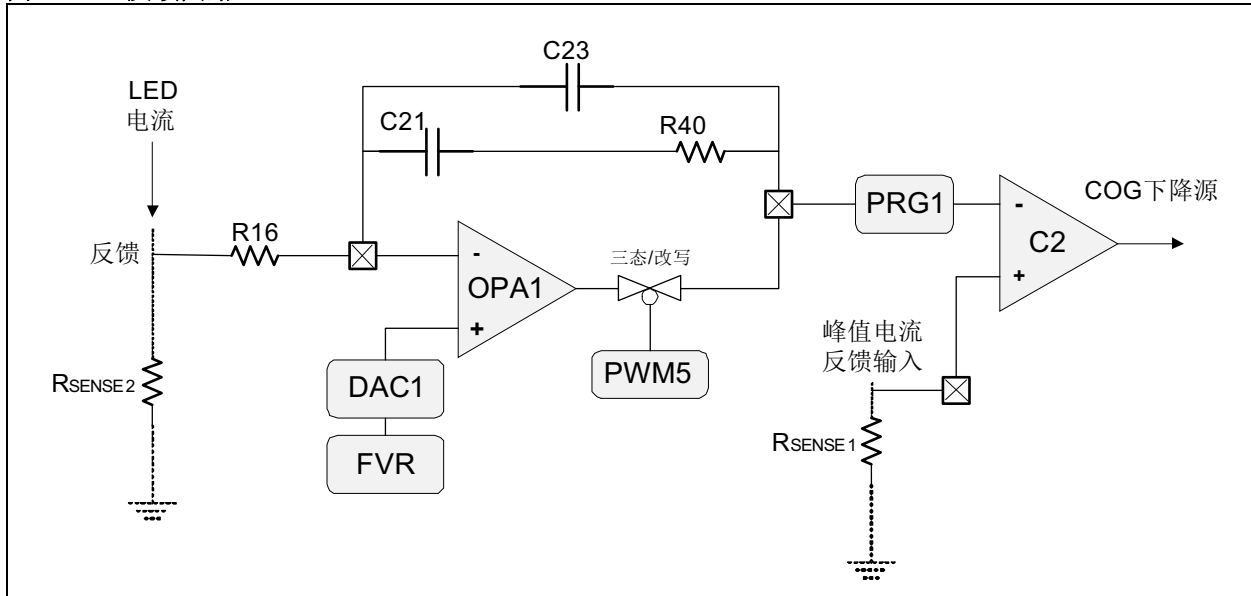 C23
LED
电流
C21
R40
反馈
R16
-
OPA1
+
三态/改写
PWM5
DAC1
FVR
RSENSE2
PRG1
-
C2
+
COG下降源
峰值电流
反馈输入
RSENSE1